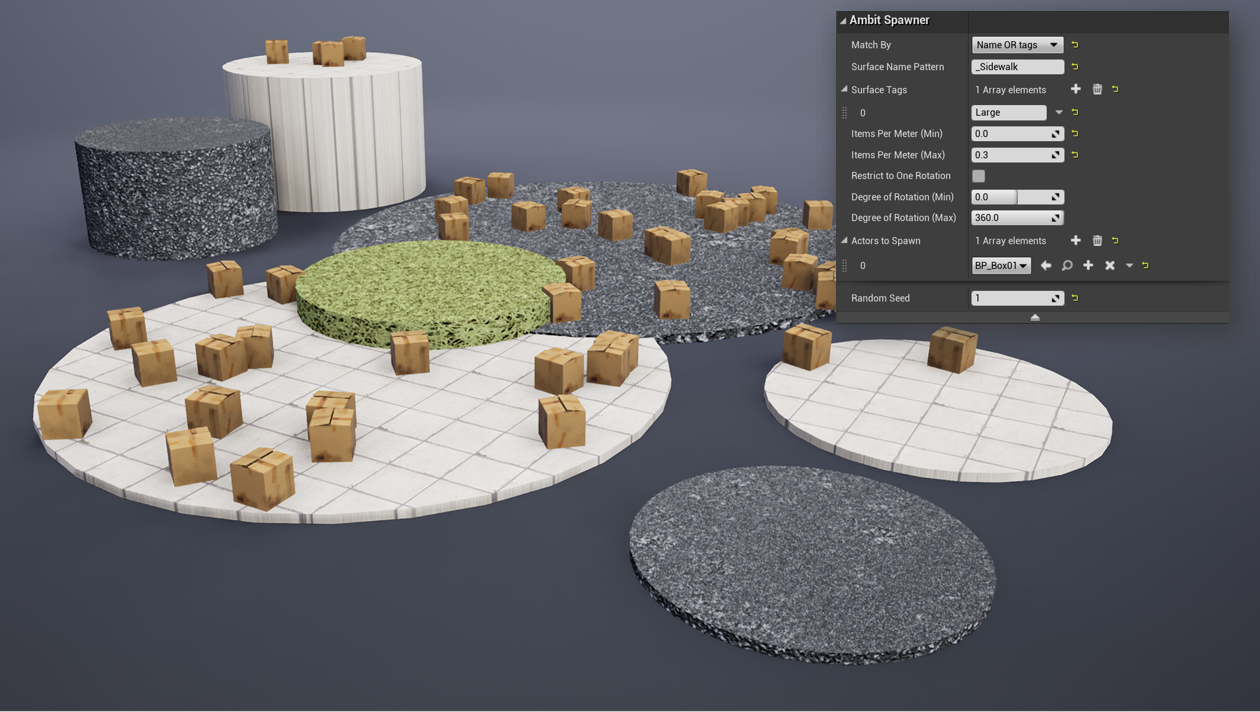 Ambit Spawner
Match By Name OR tags
Surface Name Pattern _Sidewalk
Surface Tags 1 Array elements
0 Large
Items Per Meter (Min) 0.0
Items Per Meter (Max) 0.3
Restrict to One Rotation
Degree of Rotation (Min) 0.0
Degree of Rotation (Max) 360.0
Actors to Spawn 1 Array elements
0 BP_Box01
Random Seed 1